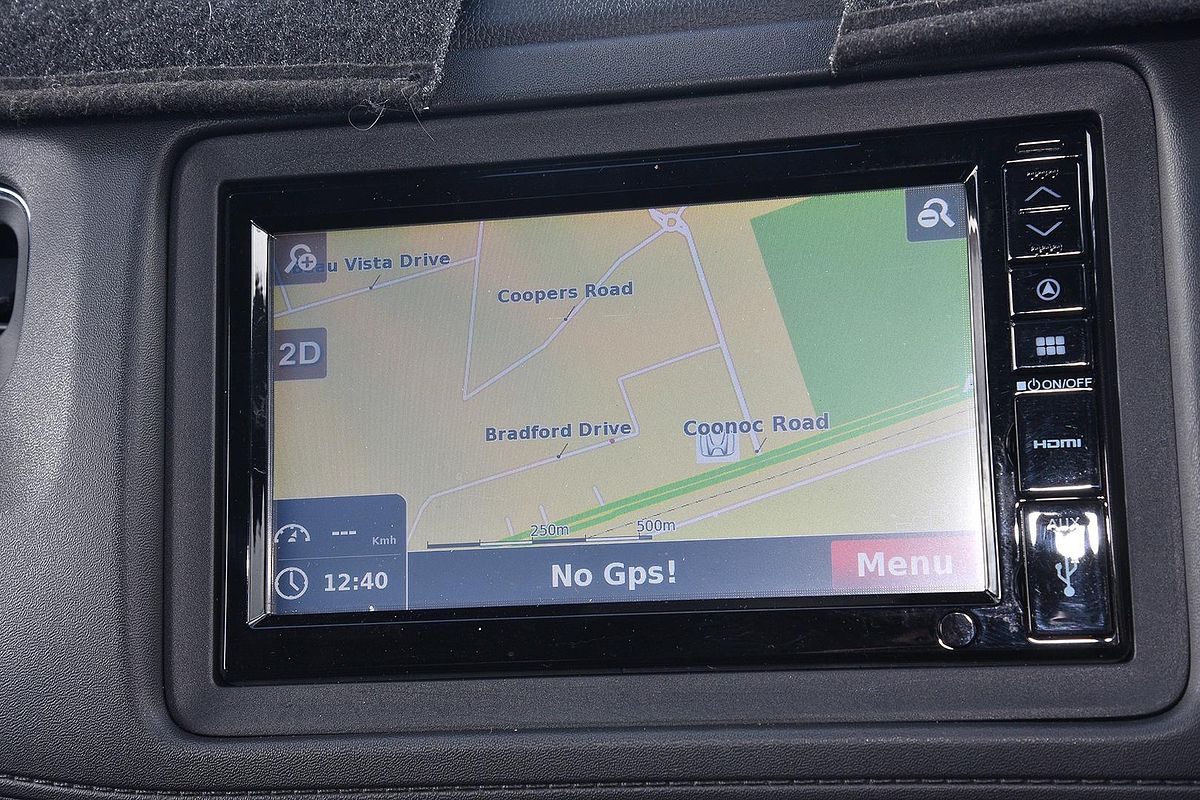 Vista Drive
Coopers Road
2D
Bradford Drive
Coonoc Road
250m
500m
--- Kmh
12:40
No Gps!
Menu
ON/OFF
HDMI
AUX